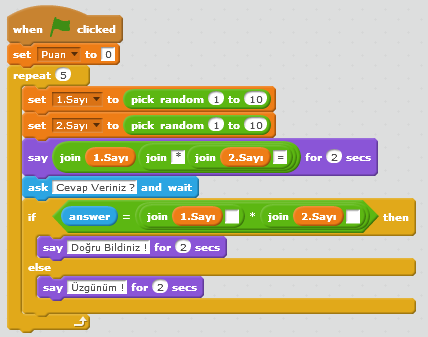 when clicked
set Puan to 0
repeat 5
set 1.Sayı to pick random 1 to 10
set 2.Sayı to pick random 1 to 10
say join 1.Sayı join * join 2.Sayı = for 2 secs
ask Cevap Veriniz ? and wait
if answer = join 1.Sayı * join 2.Sayı then
say Doğru Bildiniz ! for 2 secs
else
say Üzgünüm ! for 2 secs